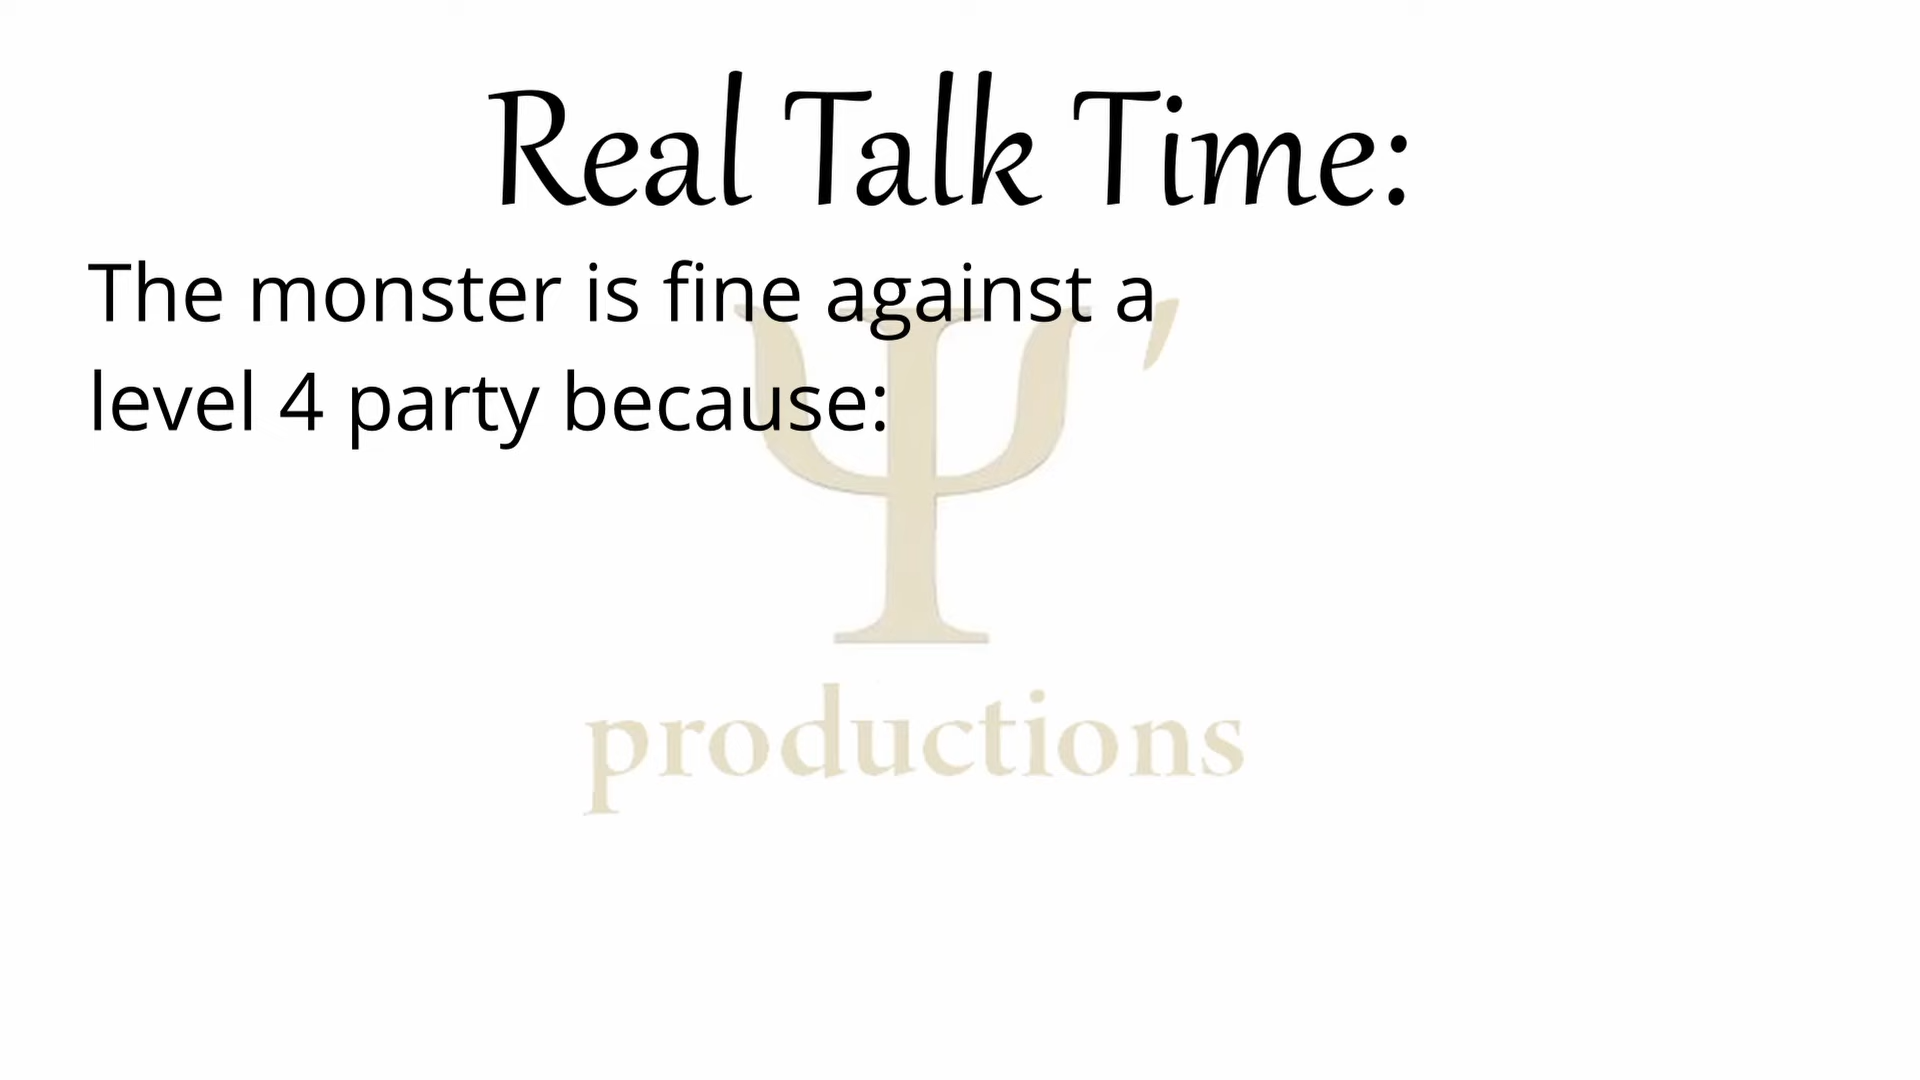 Real Talk Time:
The monster is fine against a
level 4 party because:
Ψ′
productions